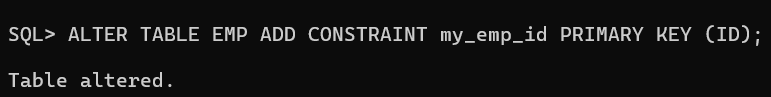 SQL> ALTER TABLE EMP ADD CONSTRAINT my_emp_id PRIMARY KEY (ID);
Table altered.